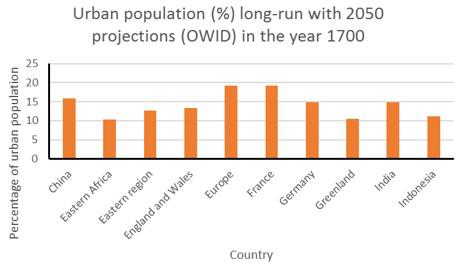 Urban population (%) long-run with 2050
projections (OWID) in the year 1700
Percentage of urban population
25
20
15
10
5
0
China
Eastern Africa
Eastern region
England and Wales
Europe
France
Germany
Greenland
India
Indonesia
Country